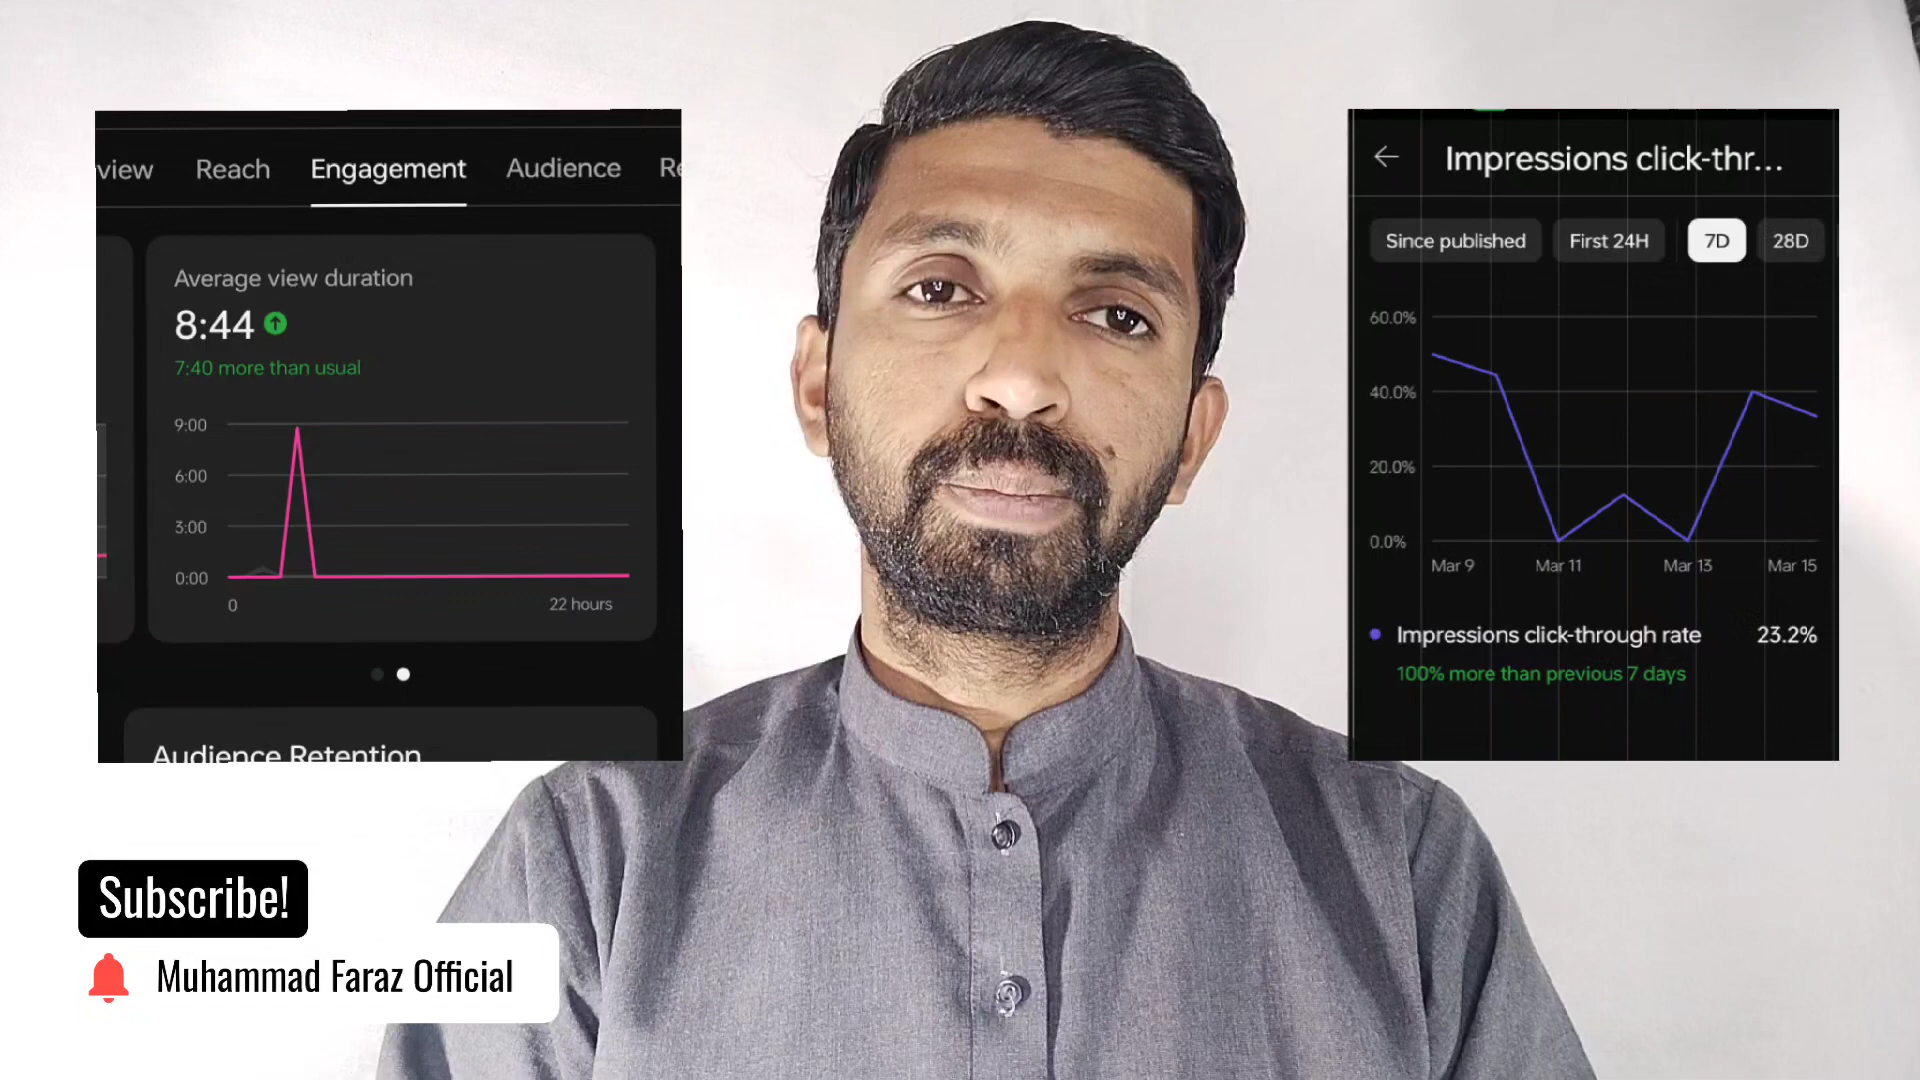 view Reach Engagement Audience Re
Average view duration
8:44
7:40 more than usual
9:00
6:00
3:00
0:00
0 22 hours
Audience Retention
Impressions click-thr...
Since published First 24H 7D 28D
60.0%
40.0%
20.0%
0.0%
Mar 9 Mar 11 Mar 13 Mar 15
Impressions click-through rate 23.2%
100% more than previous 7 days
Subscribe!
Muhammad Faraz Official